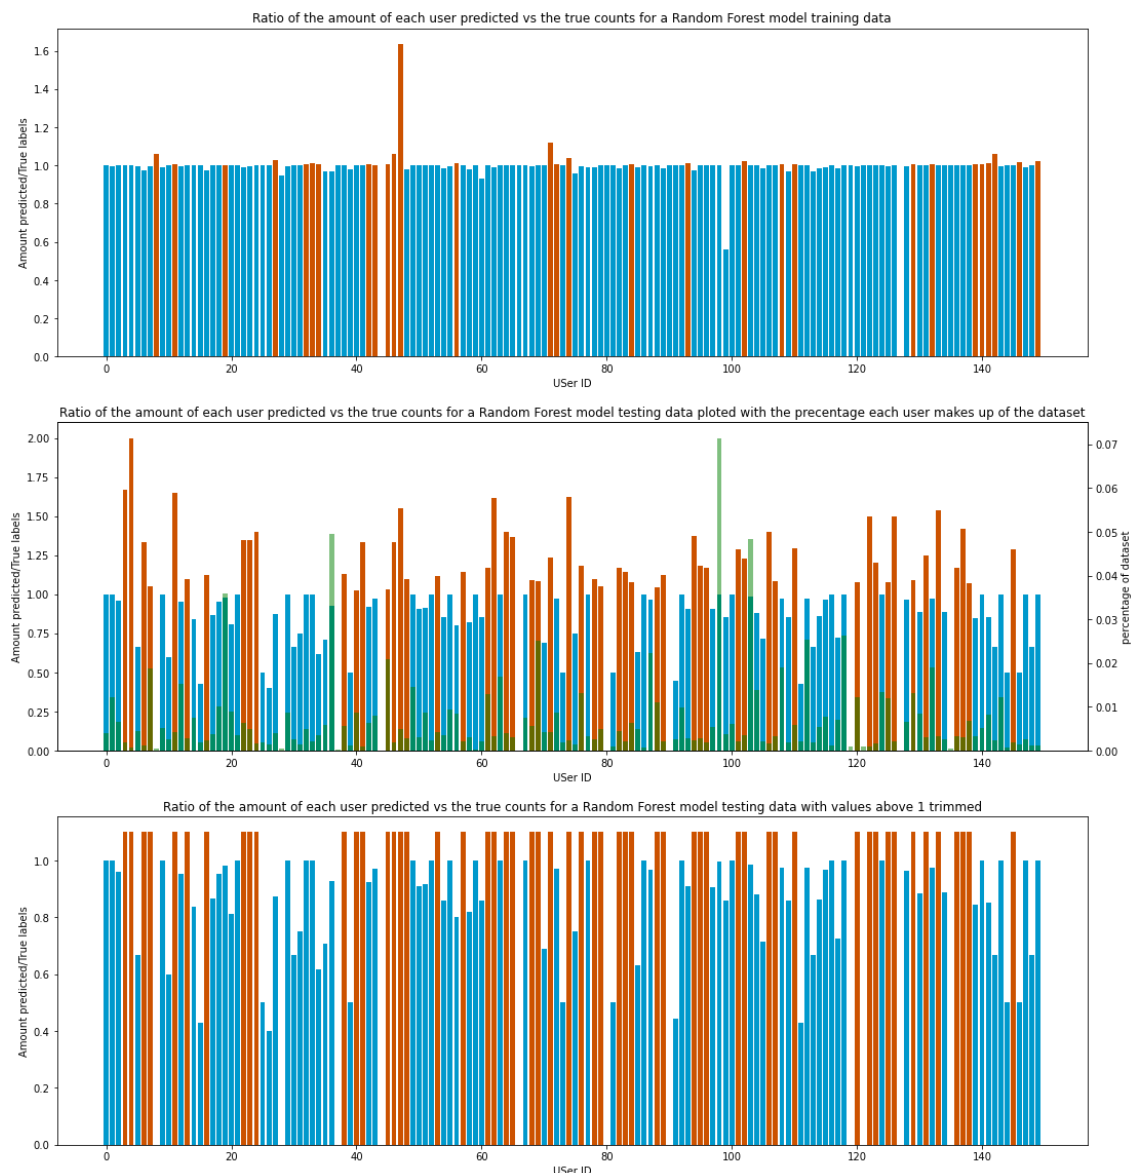 Ratio of the amount of each user predicted vs the true counts for a Random Forest model training data
Amount predicted/True labels
1.6
1.4
1.2
1.0
0.8
0.6
0.4
0.2
0.0
0 20 40 60 80 100 120 140
USer ID
Ratio of the amount of each user predicted vs the true counts for a Random Forest model testing data ploted with the precentage each user makes up of the dataset
Amount predicted/True labels
2.00
1.75
1.50
1.25
1.00
0.75
0.50
0.25
0.00
0.07
0.06
0.05
0.04
0.03
0.02
0.01
0.00
percentage of dataset
0 20 40 60 80 100 120 140
USer ID
Ratio of the amount of each user predicted vs the true counts for a Random Forest model testing data with values above 1 trimmed
Amount predicted/True labels
1.0
0.8
0.6
0.4
0.2
0.0
0 20 40 60 80 100 120 140
USer ID